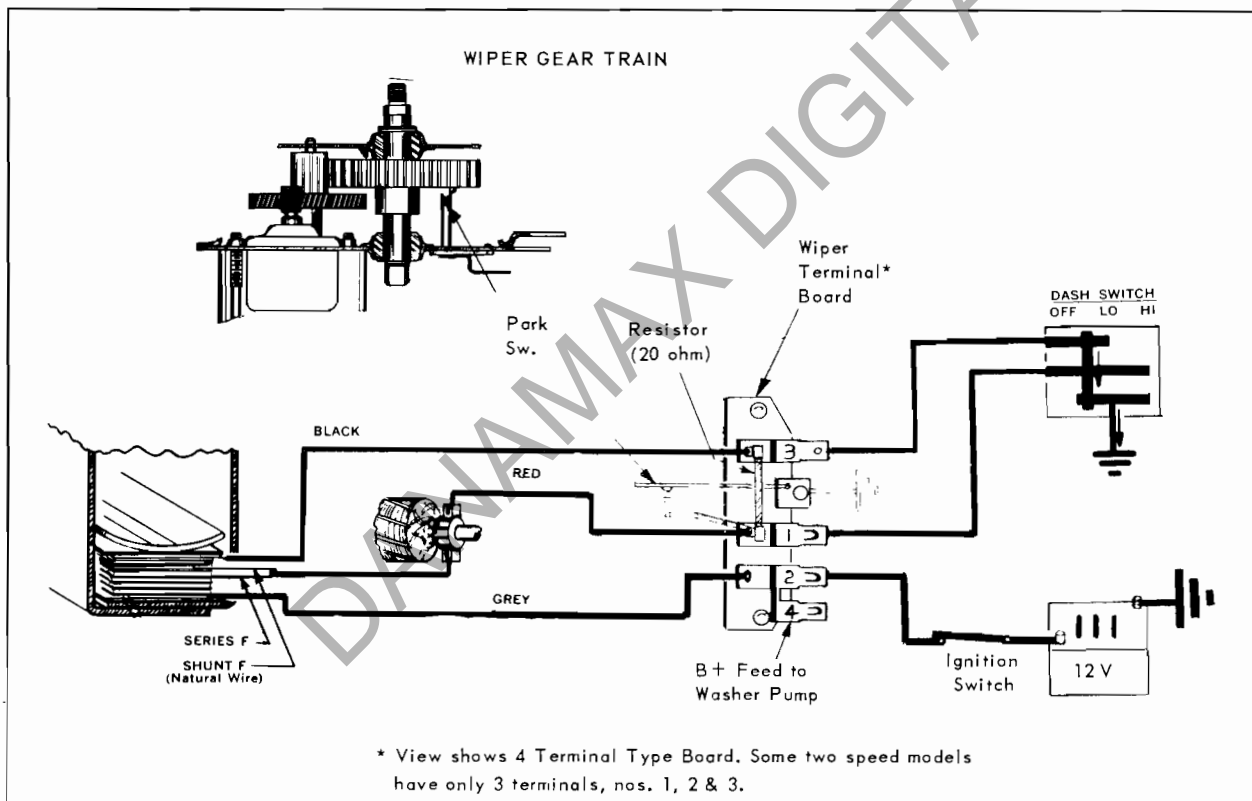 WIPER GEAR TRAIN
Park
Sw.
Wiper
Terminal*
Board
Resistor
(20 ohm)
DASH SWITCH
OFF LO HI
BLACK
RED
GREY
3
1
2
4
SERIES F
SHUNT F
(Natural Wire)
B+ Feed to
Washer Pump
Ignition
Switch
12 V
* View shows 4 Terminal Type Board. Some two speed models
have only 3 terminals, nos. 1, 2 & 3.
DANAMAX DIGITA